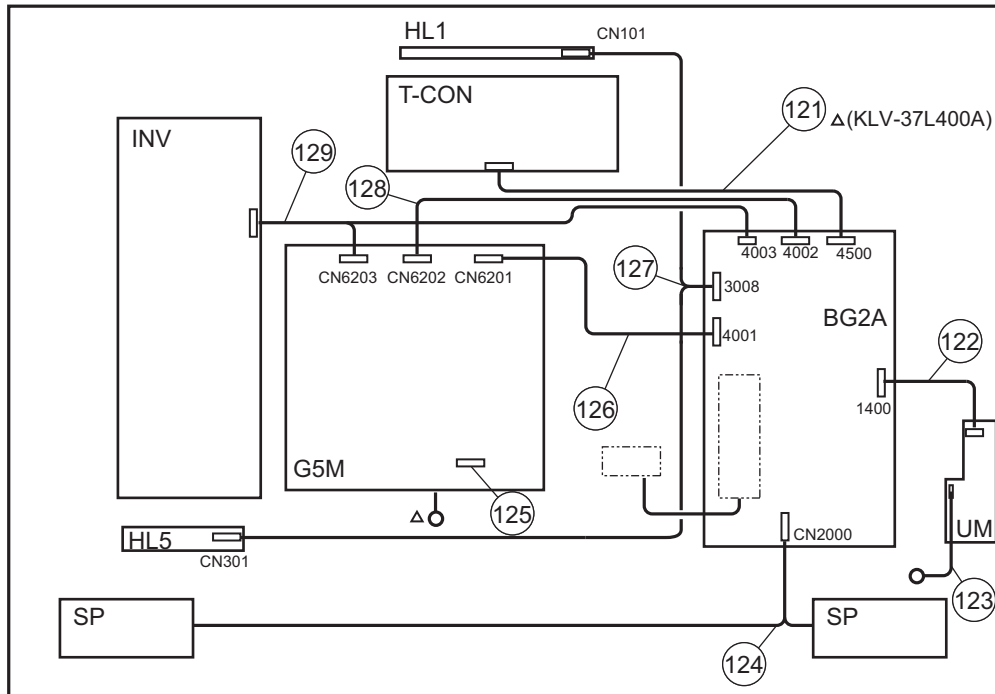 HL1
CN101
T-CON
121
△(KLV-37L400A)
INV
129
128
4003
4002
4500
CN6203
CN6202
CN6201
127
3008
BG2A
4001
122
126
1400
G5M
125
△
HL5
CN301
CN2000
UM
123
SP
SP
124